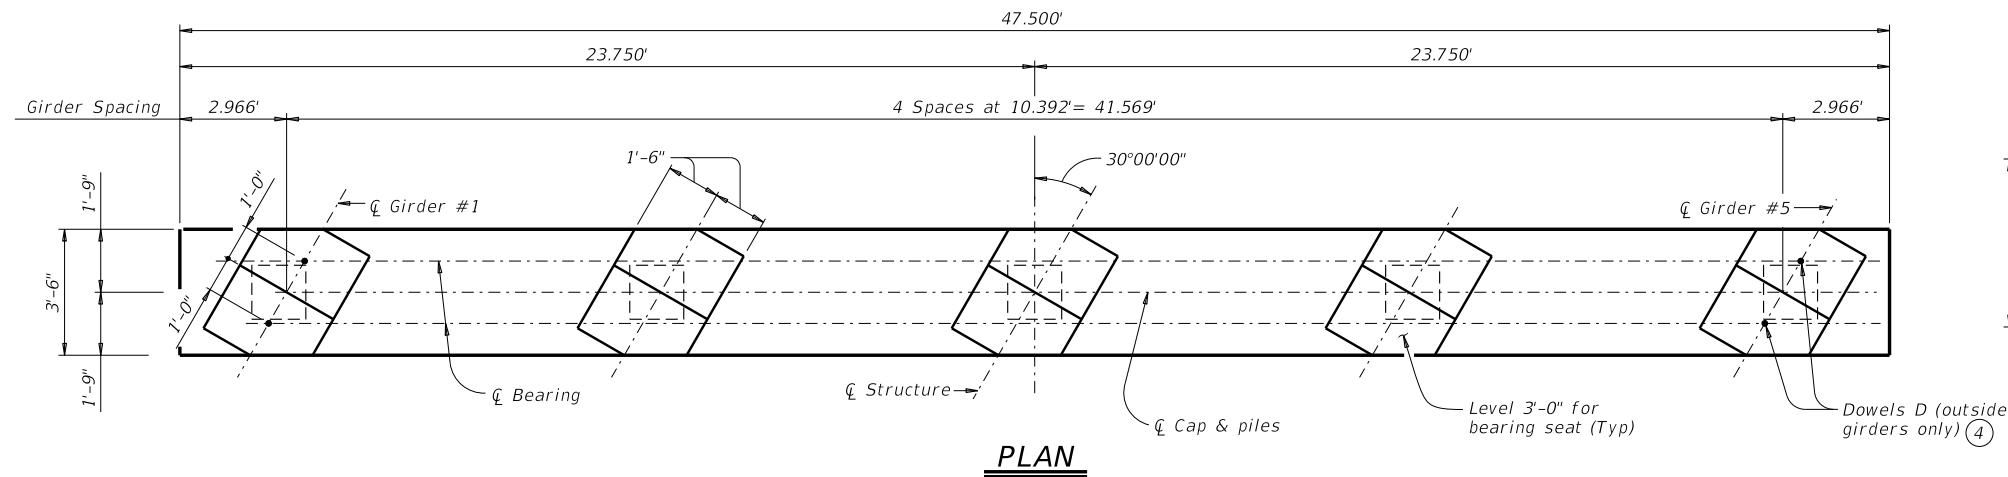 47.500'
23.750'
23.750'
Girder Spacing
2.966'
4 Spaces at 10.392'= 41.569'
2.966'
1'-6"
30°00'00"
1'-9"
1'-0"
℄ Girder #1
℄ Girder #5
3'-6"
1'-0"
1'-9"
℄ Bearing
℄ Structure
℄ Cap & piles
Level 3'-0" for
bearing seat (Typ)
Dowels D (outside
girders only) 4
PLAN